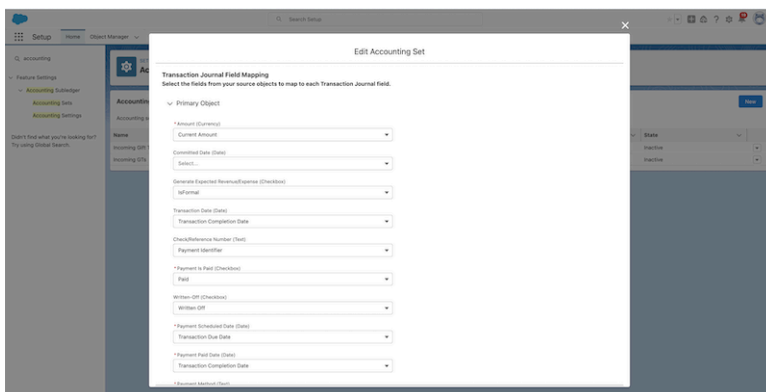 Search Setup
Setup
Home
Object Manager
accounting
Feature Settings
Accounting Subledger
Accounting Sets
Accounting Settings
Didn't find what you're looking for?
Try using Global Search.
New
Name
State
Inactive
Inactive
Edit Accounting Set
Transaction Journal Field Mapping
Select the fields from your source objects to map to each Transaction Journal field.
Primary Object
* Amount (Currency)
Current Amount
Committed Date (Date)
Select...
Generate Expected Revenue/Expense (Checkbox)
IsFormal
Transaction Date (Date)
Transaction Completion Date
Check/Reference Number (Text)
Payment Identifier
* Payment Is Paid (Checkbox)
Paid
Written-Off (Checkbox)
Written Off
* Payment Scheduled Date (Date)
Transaction Due Date
* Payment Paid Date (Date)
Transaction Completion Date
* Payment Method (Text)